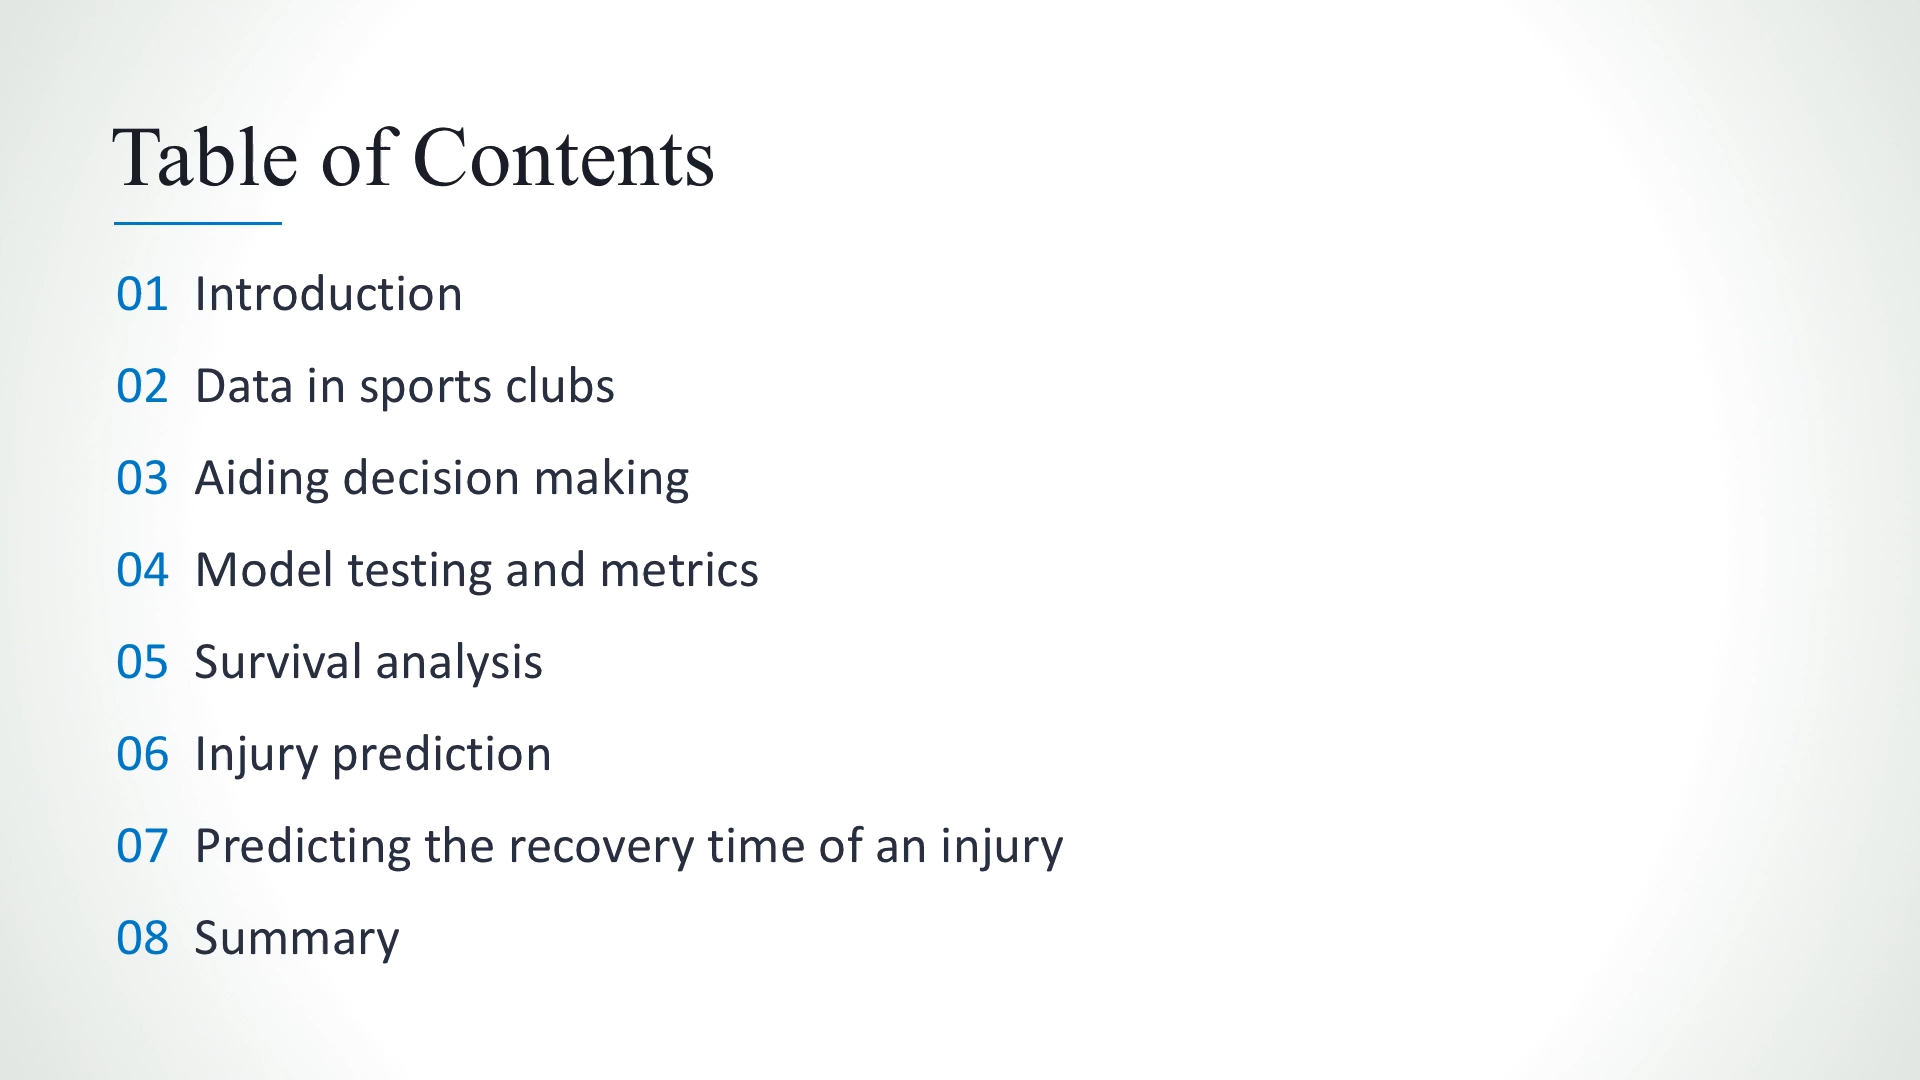 Table of Contents
01 Introduction
02 Data in sports clubs
03 Aiding decision making
04 Model testing and metrics
05 Survival analysis
06 Injury prediction
07 Predicting the recovery time of an injury
08 Summary